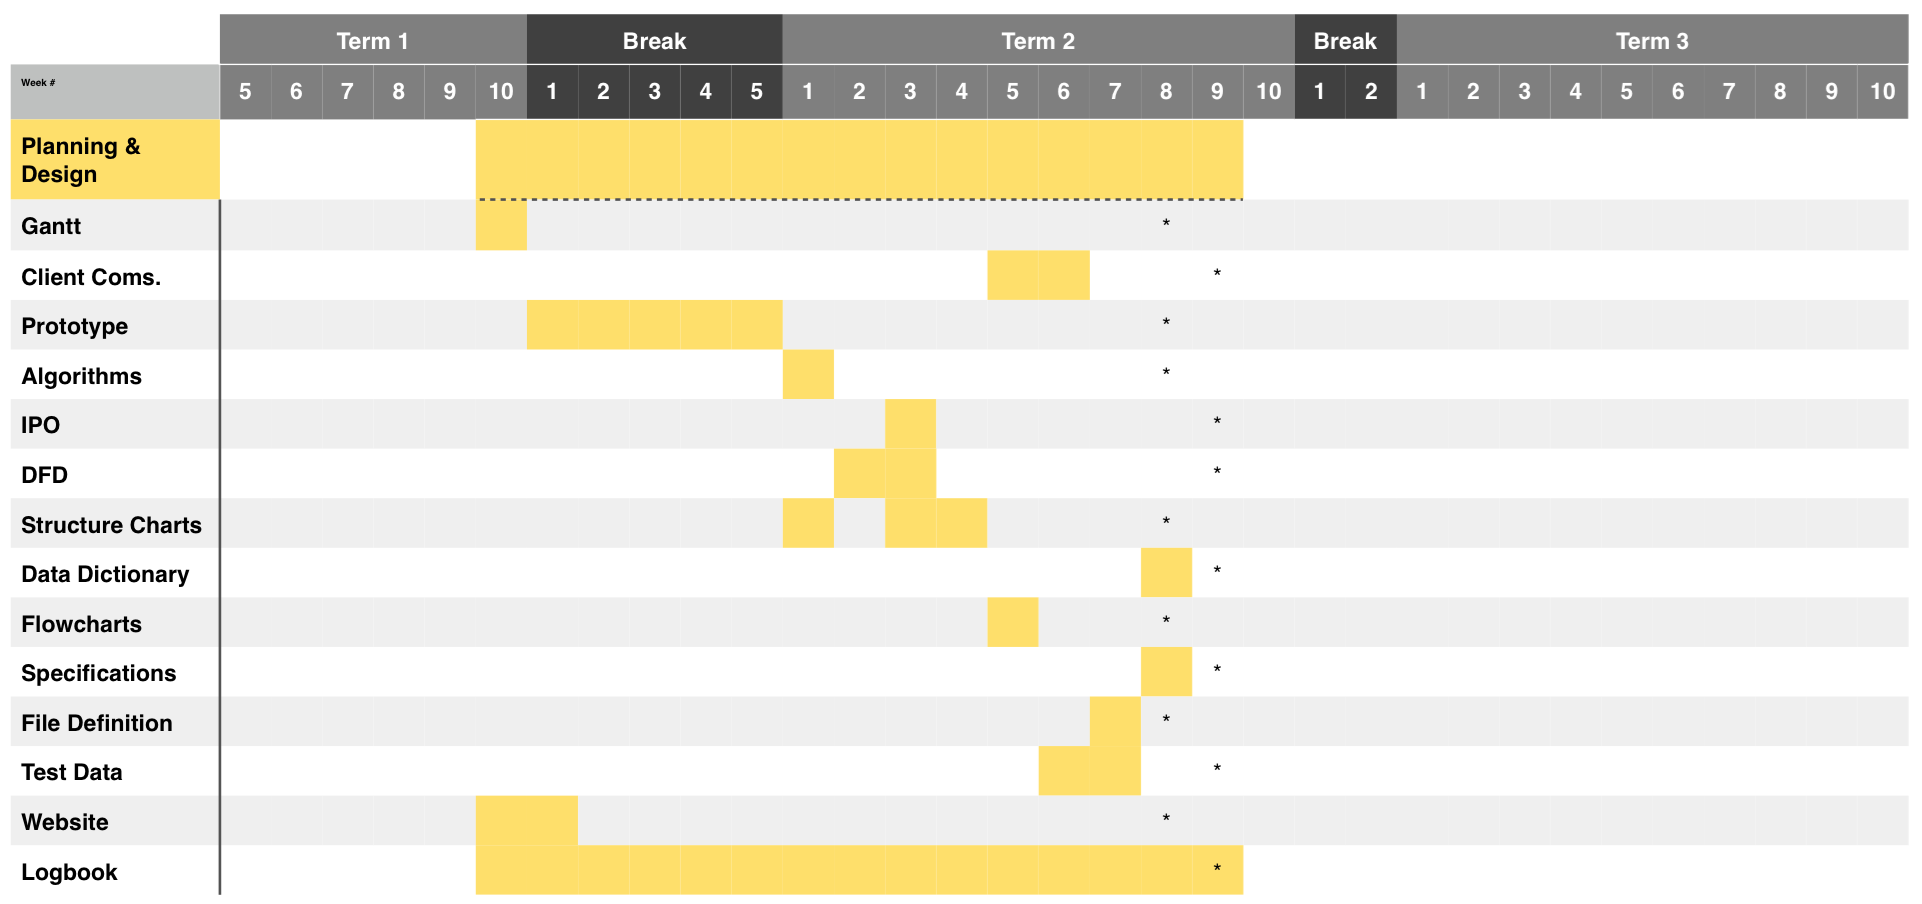 Term 1 Break Term 2 Break Term 3
Week # 5 6 7 8 9 10 1 2 3 4 5 1 2 3 4 5 6 7 8 9 10 1 2 1 2 3 4 5 6 7 8 9 10
Planning &
Design
Gantt *
Client Coms. *
Prototype *
Algorithms *
IPO *
DFD *
Structure Charts *
Data Dictionary *
Flowcharts *
Specifications *
File Definition *
Test Data *
Website *
Logbook *